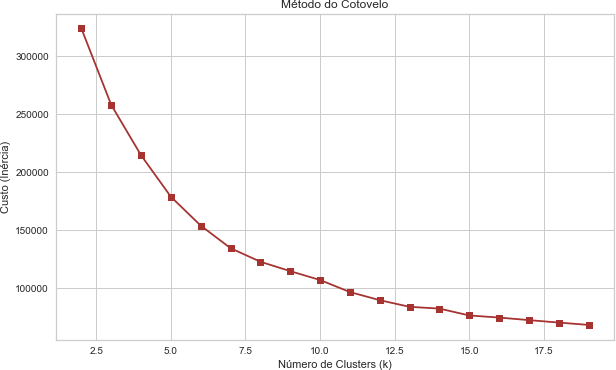 Método do Cotovelo
Custo (Inércia)
300000
250000
200000
150000
100000
2.5 5.0 7.5 10.0 12.5 15.0 17.5
Número de Clusters (k)